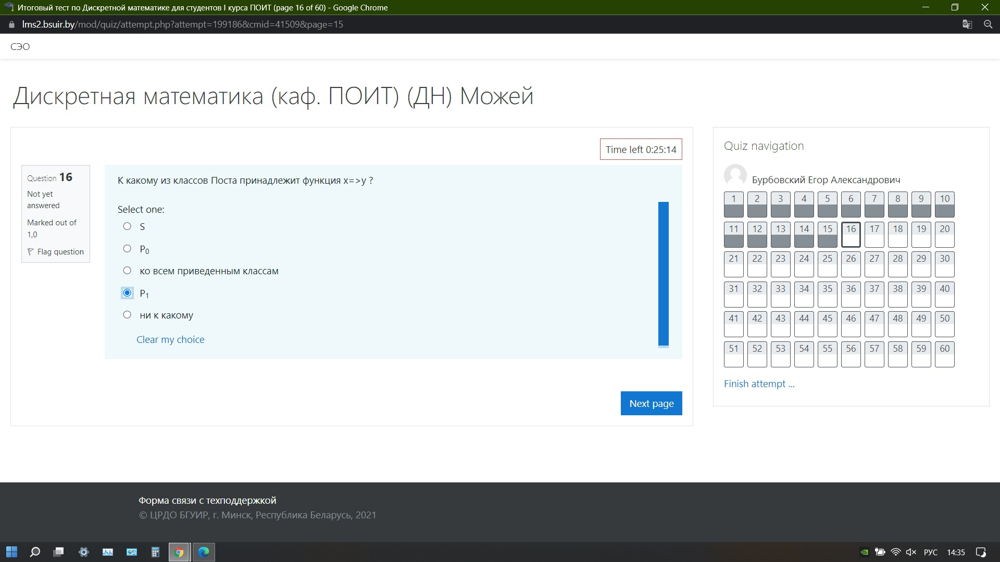 Итоговый тест по Дискретной математике для студентов I курса ПОИТ (page 16 of 60) - Google Chrome
lms2.bsuir.by/mod/quiz/attempt.php?attempt=199186&cmid=41509&page=15
СЭО
Дискретная математика (каф. ПОИТ) (ДН) Можей
Time left 0:25:14
Question 16
Not yet
answered
Marked out of
1,0
Flag question
К какому из классов Поста принадлежит функция x=>y ?
Select one:
S
P0
ко всем приведенным классам
P1
ни к какому
Clear my choice
Next page
Quiz navigation
Бурбовский Егор Александрович
1 2 3 4 5 6 7 8 9 10
11 12 13 14 15 16 17 18 19 20
21 22 23 24 25 26 27 28 29 30
31 32 33 34 35 36 37 38 39 40
41 42 43 44 45 46 47 48 49 50
51 52 53 54 55 56 57 58 59 60
Finish attempt ...
Форма связи с техподдержкой
© ЦРДО БГУИР, г. Минск, Республика Беларусь, 2021
РУС 14:35